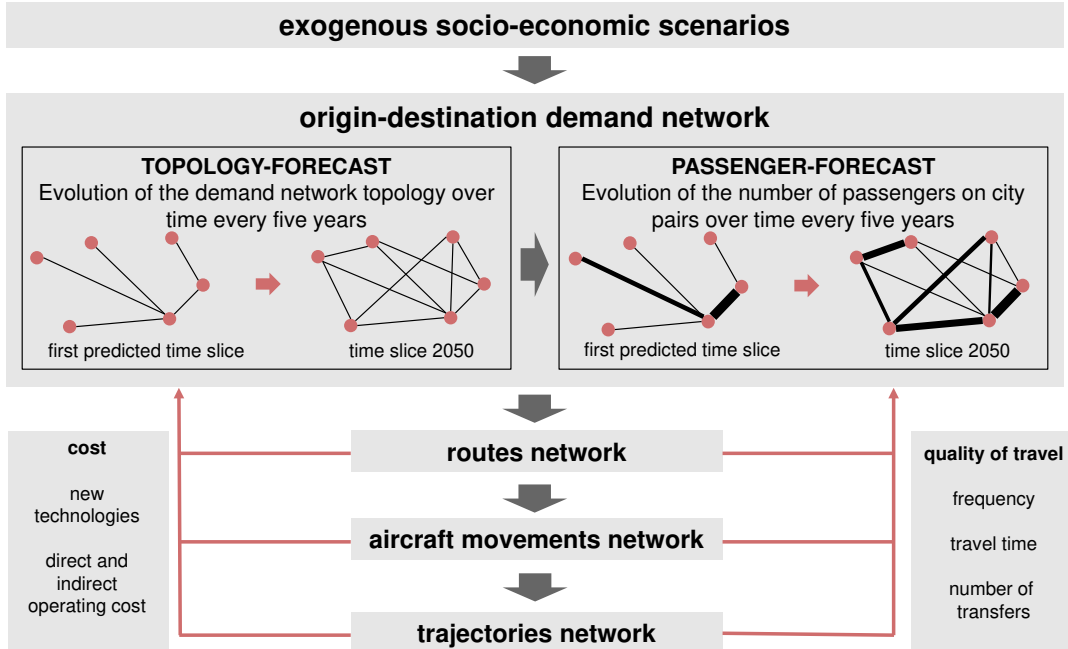 exogenous socio-economic scenarios
origin-destination demand network
TOPOLOGY-FORECAST
Evolution of the demand network topology over
time every five years
first predicted time slice
time slice 2050
PASSENGER-FORECAST
Evolution of the number of passengers on city
pairs over time every five years
first predicted time slice
time slice 2050
cost
new
technologies
direct and
indirect
operating cost
routes network
aircraft movements network
trajectories network
quality of travel
frequency
travel time
number of
transfers